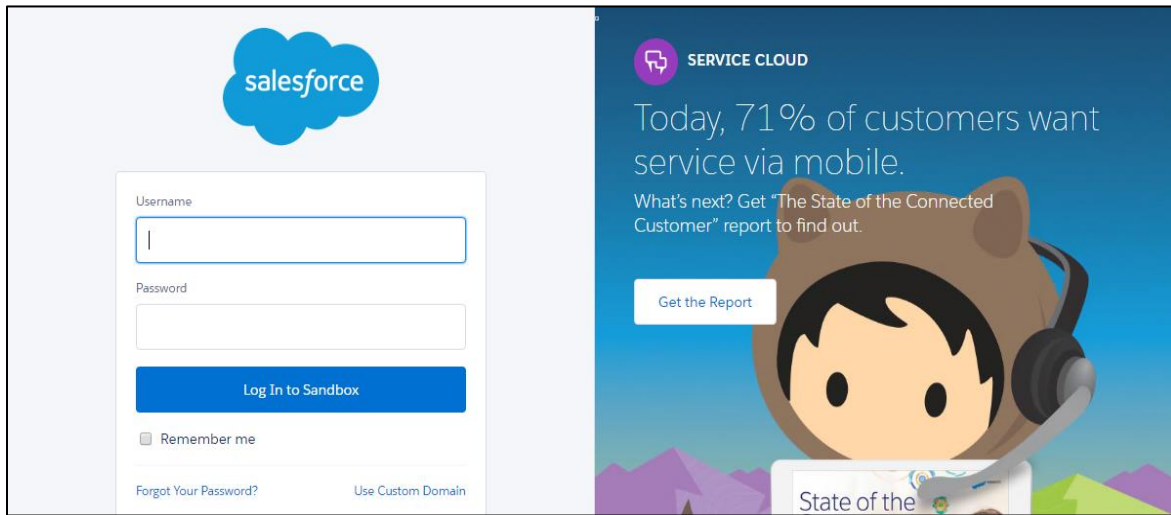 salesforce
Username
Password
Log In to Sandbox
Remember me
Forgot Your Password?
Use Custom Domain
SERVICE CLOUD
Today, 71% of customers want
service via mobile.
What's next? Get "The State of the Connected
Customer" report to find out.
Get the Report
State of the